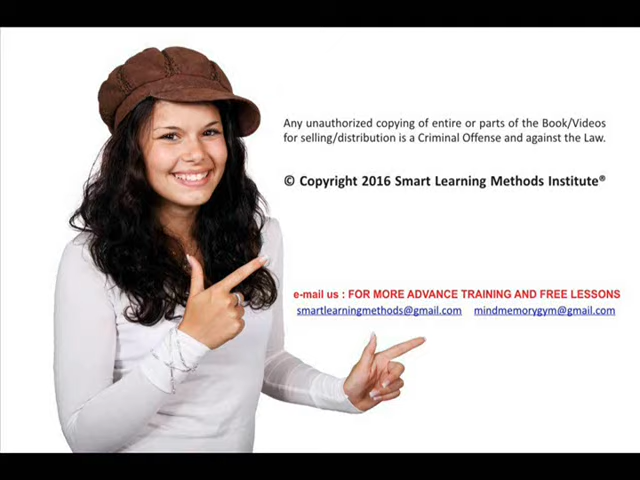 Any unauthorized copying of entire or parts of the Book/Videos
for selling/distribution is a Criminal Offense and against the Law.
© Copyright 2016 Smart Learning Methods Institute®
e-mail us : FOR MORE ADVANCE TRAINING AND FREE LESSONS
smartlearningmethods@gmail.com mindmemorygym@gmail.com